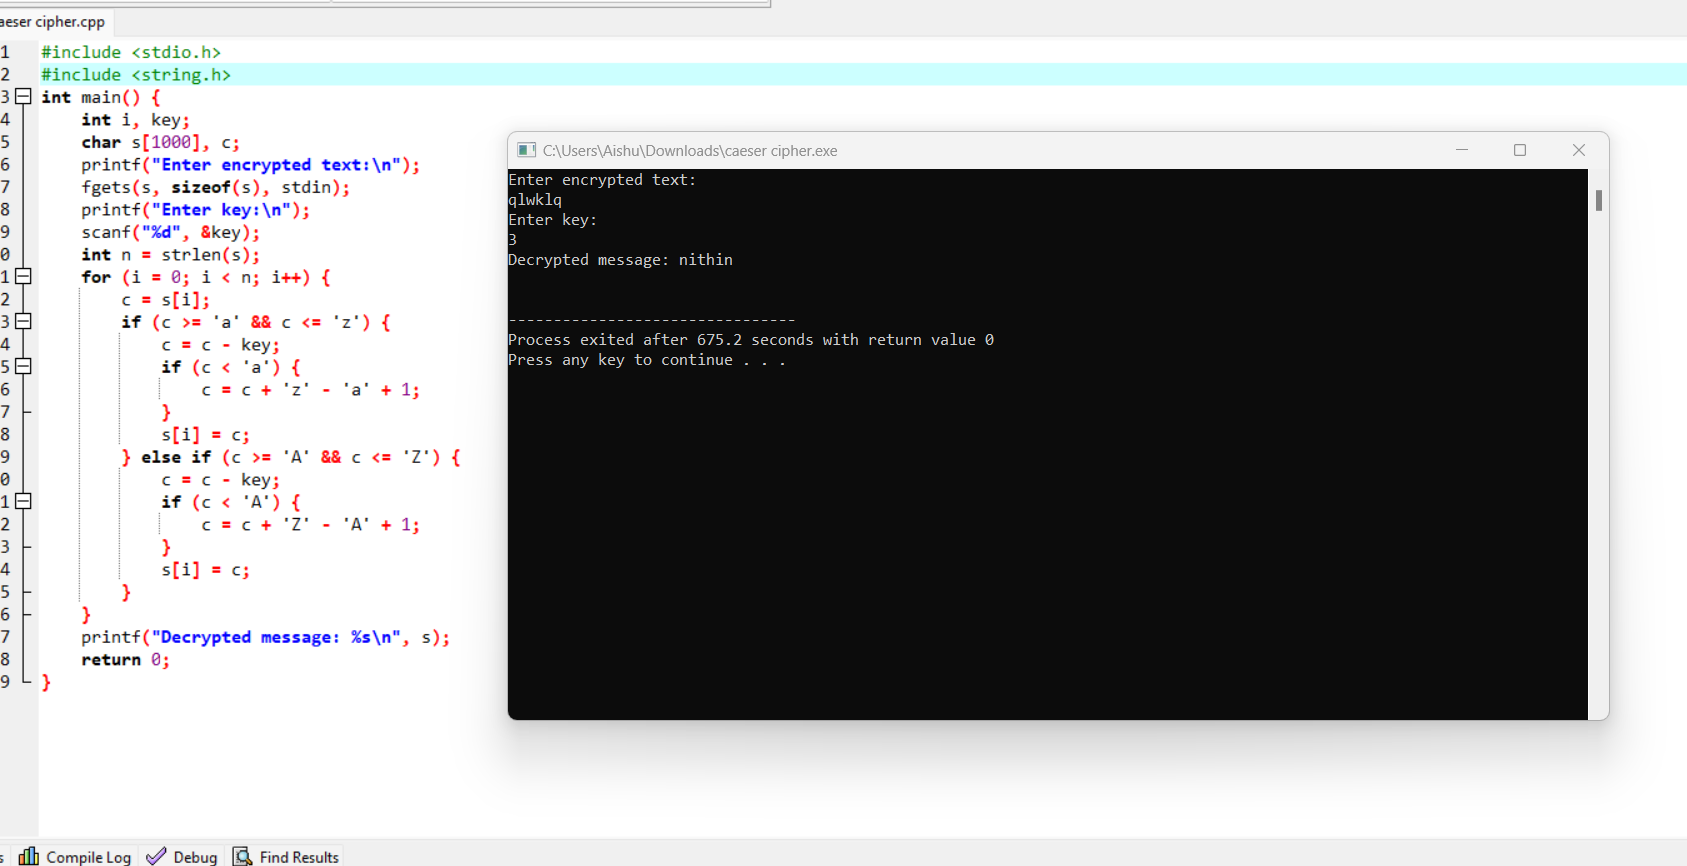 aeser cipher.cpp
1 #include <stdio.h>
2 #include <string.h>
3 int main() {
4 int i, key;
5 char s[1000], c;
6 printf("Enter encrypted text:\n");
7 fgets(s, sizeof(s), stdin);
8 printf("Enter key:\n");
9 scanf("%d", &key);
0 int n = strlen(s);
1 for (i = 0; i < n; i++) {
2 c = s[i];
3 if (c >= 'a' && c <= 'z') {
4 c = c - key;
5 if (c < 'a') {
6 c = c + 'z' - 'a' + 1;
7 }
8 s[i] = c;
9 } else if (c >= 'A' && c <= 'Z') {
0 c = c - key;
1 if (c < 'A') {
2 c = c + 'Z' - 'A' + 1;
3 }
4 s[i] = c;
5 }
6 }
7 printf("Decrypted message: %s\n", s);
8 return 0;
9 }
C:\Users\Aishu\Downloads\caeser cipher.exe
Enter encrypted text:
qlwklq
Enter key:
3
Decrypted message: nithin
--------------------------------
Process exited after 675.2 seconds with return value 0
Press any key to continue . . .
s Compile Log Debug Find Results